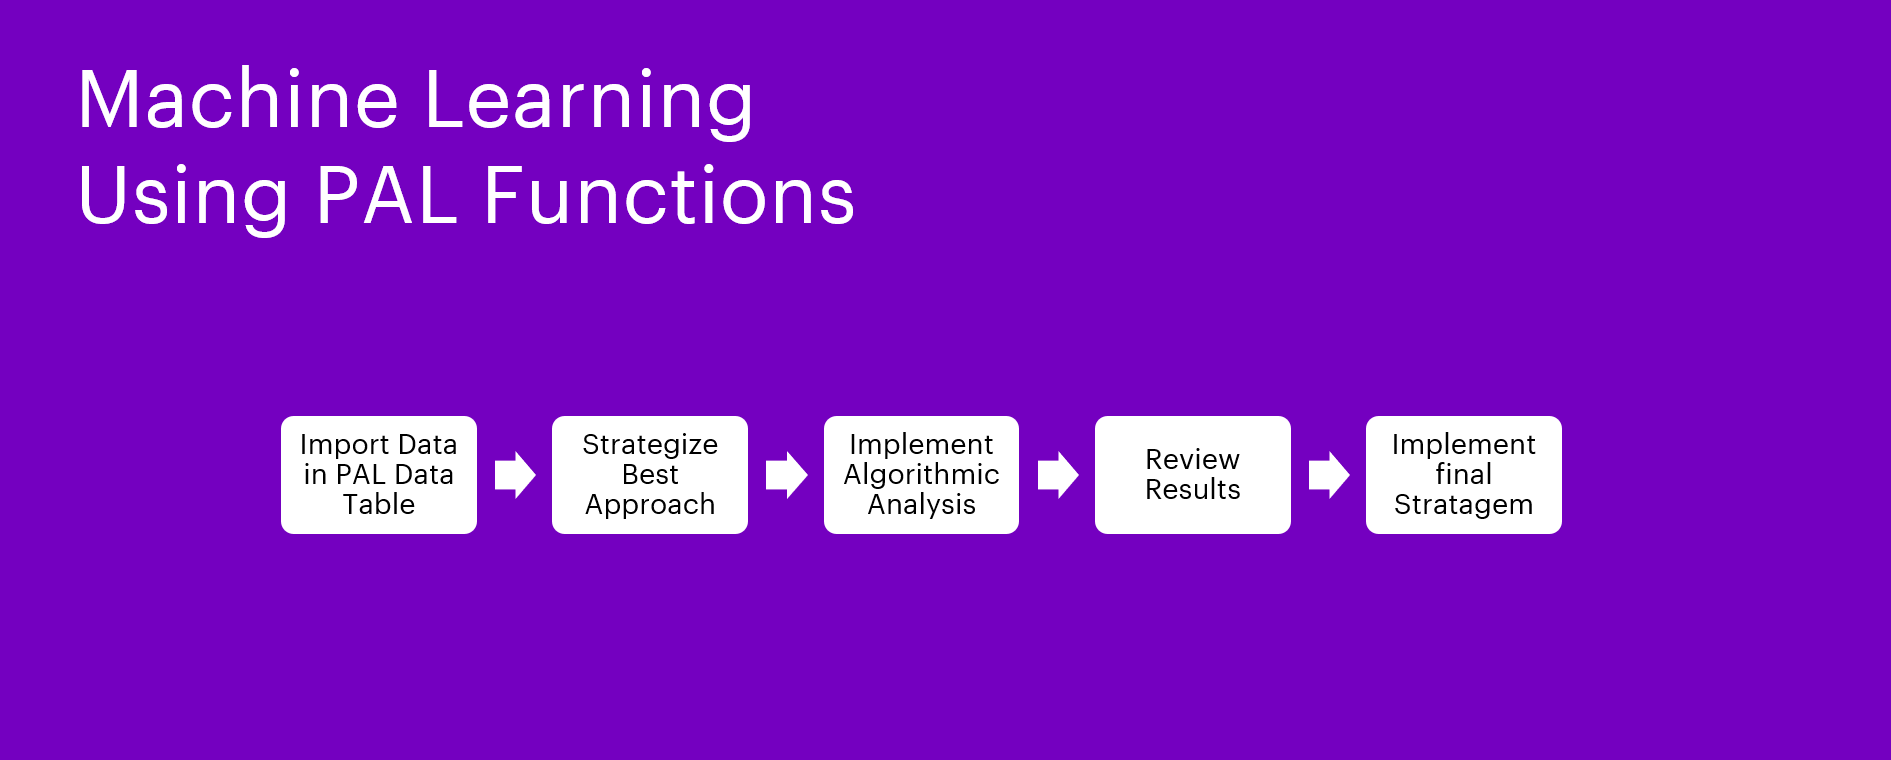 Machine Learning
Using PAL Functions
Import Data
in PAL Data
Table
Strategize
Best
Approach
Implement
Algorithmic
Analysis
Review
Results
Implement
final
Stratagem